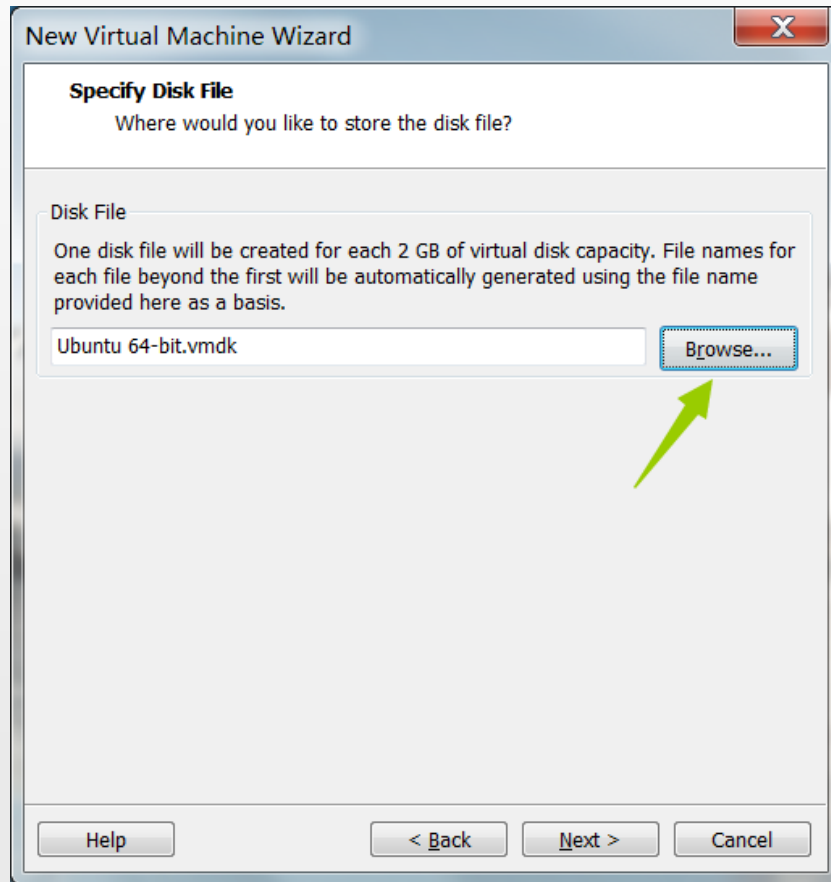 New Virtual Machine Wizard
X
Specify Disk File
Where would you like to store the disk file?
Disk File
One disk file will be created for each 2 GB of virtual disk capacity. File names for
each file beyond the first will be automatically generated using the file name
provided here as a basis.
Ubuntu 64-bit.vmdk
Browse...
Help
< Back
Next >
Cancel